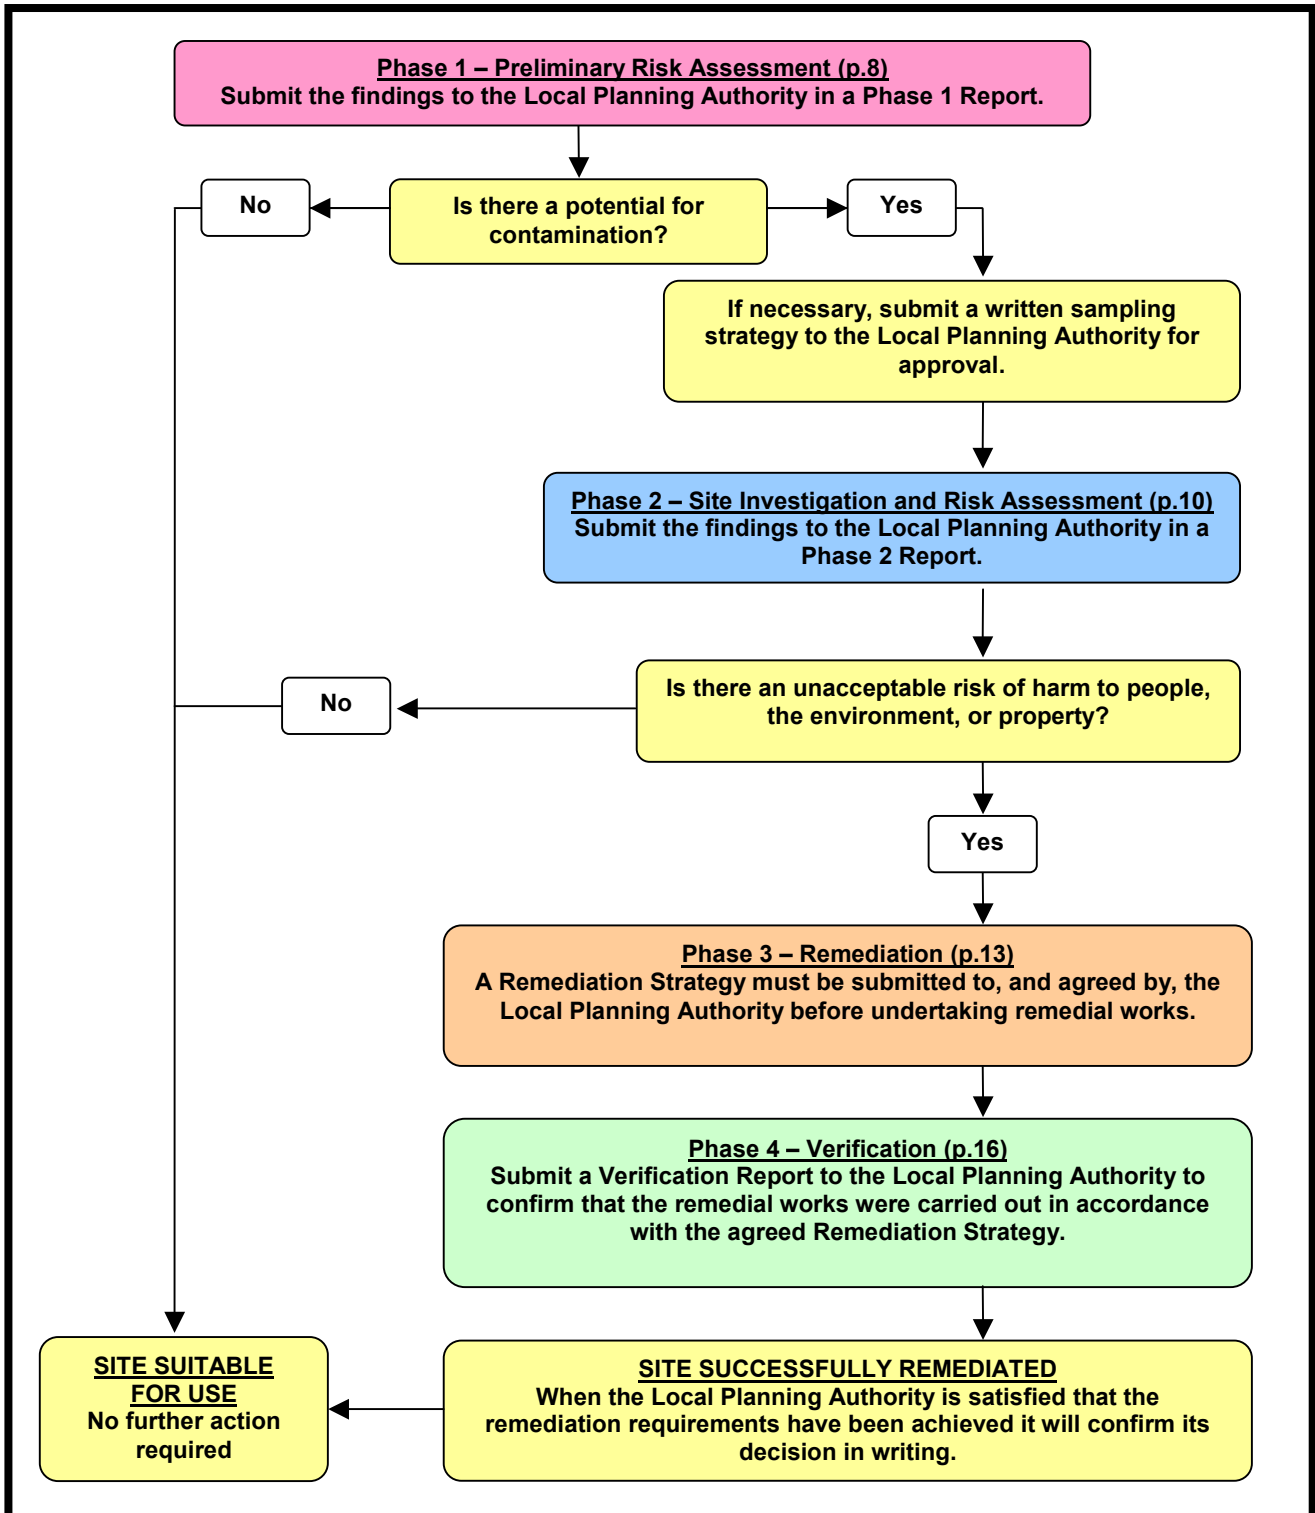 Phase 1 – Preliminary Risk Assessment (p.8)
Submit the findings to the Local Planning Authority in a Phase 1 Report.
No
Is there a potential for
contamination?
Yes
If necessary, submit a written sampling
strategy to the Local Planning Authority for
approval.
Phase 2 – Site Investigation and Risk Assessment (p.10)
Submit the findings to the Local Planning Authority in a
Phase 2 Report.
No
Is there an unacceptable risk of harm to people,
the environment, or property?
Yes
Phase 3 – Remediation (p.13)
A Remediation Strategy must be submitted to, and agreed by, the
Local Planning Authority before undertaking remedial works.
Phase 4 – Verification (p.16)
Submit a Verification Report to the Local Planning Authority to
confirm that the remedial works were carried out in accordance
with the agreed Remediation Strategy.
SITE SUITABLE
FOR USE
No further action
required
SITE SUCCESSFULLY REMEDIATED
When the Local Planning Authority is satisfied that the
remediation requirements have been achieved it will confirm its
decision in writing.